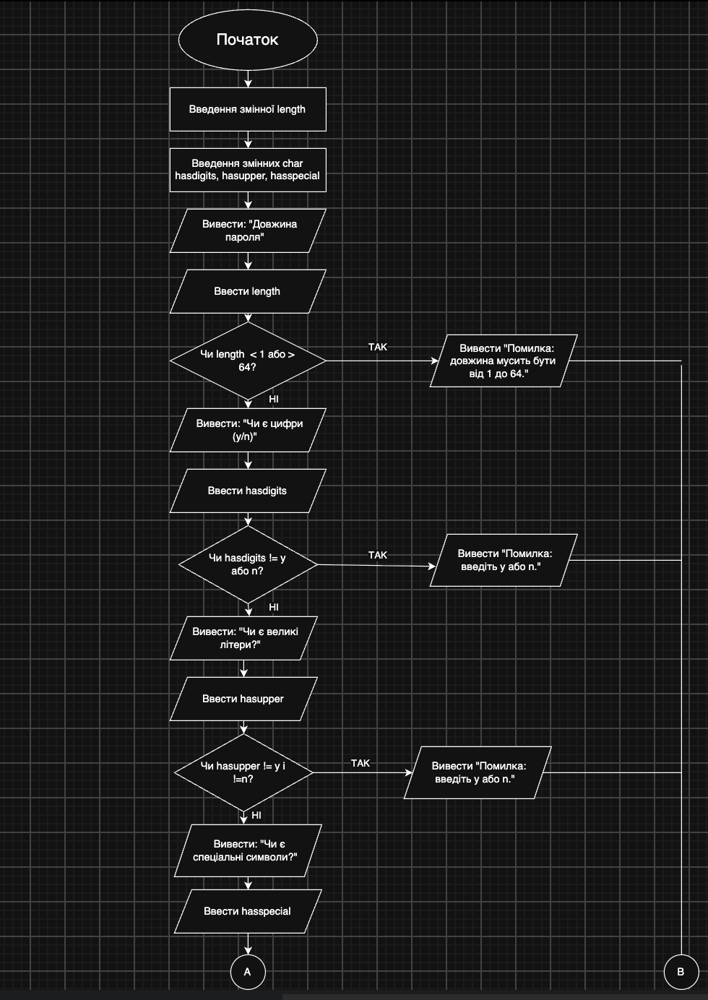 Початок
Введення змінної length
Введення змінних char
hasdigits, hasupper, hasspecial
Вивести: "Довжина
пароля"
Ввести length
Чи length < 1 або >
64?
ТАК
Вивести "Помилка:
довжина мусить бути
від 1 до 64."
НІ
Вивести: "Чи є цифри
(y/n)"
Ввести hasdigits
Чи hasdigits != y
або n?
ТАК
Вивести "Помилка:
введіть y або n."
НІ
Вивести: "Чи є великі
літери?"
Ввести hasupper
Чи hasupper != y і
!=n?
ТАК
Вивести "Помилка:
введіть y або n."
НІ
Вивести: "Чи є
спеціальні символи?"
Ввести hasspecial
A
B